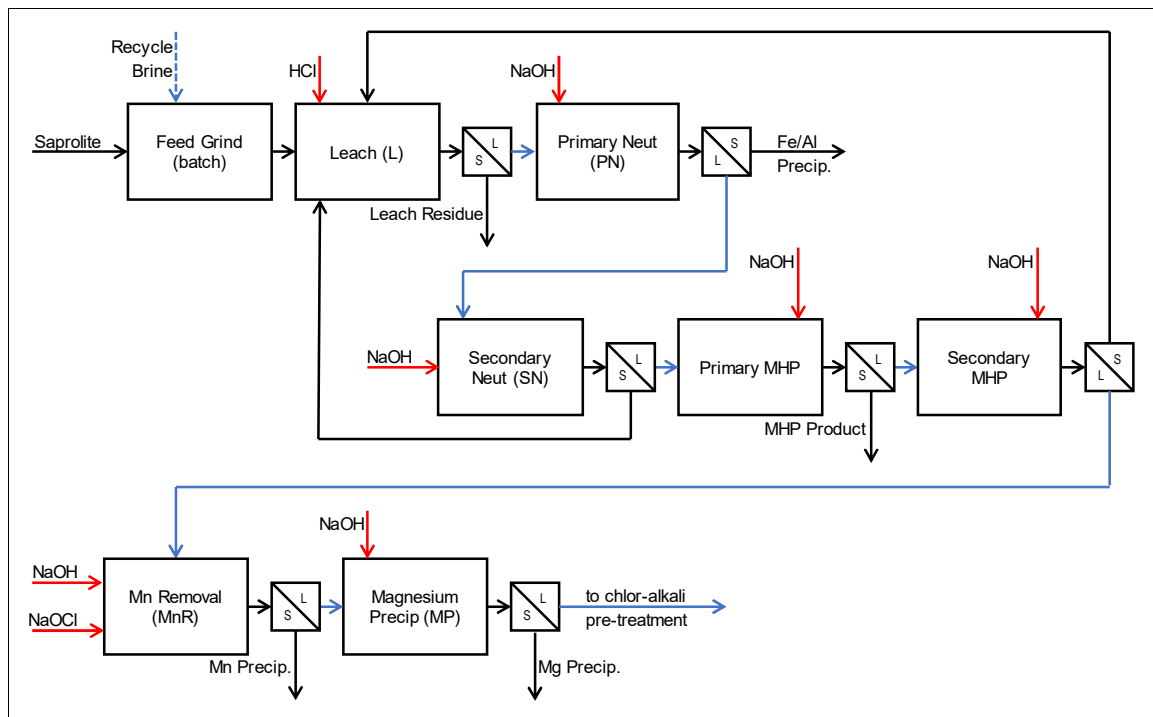 Recycle
Brine
HCl
NaOH
Saprolite
Feed Grind
(batch)
Leach (L)
L
S
Primary Neut
(PN)
S
L
Fe/Al
Precip.
Leach Residue
NaOH
NaOH
NaOH
Secondary
Neut (SN)
L
S
Primary MHP
L
S
Secondary
MHP
S
L
MHP Product
NaOH
NaOH
NaOCl
Mn Removal
(MnR)
L
S
Magnesium
Precip (MP)
L
S
to chlor-alkali
pre-treatment
Mn Precip.
Mg Precip.